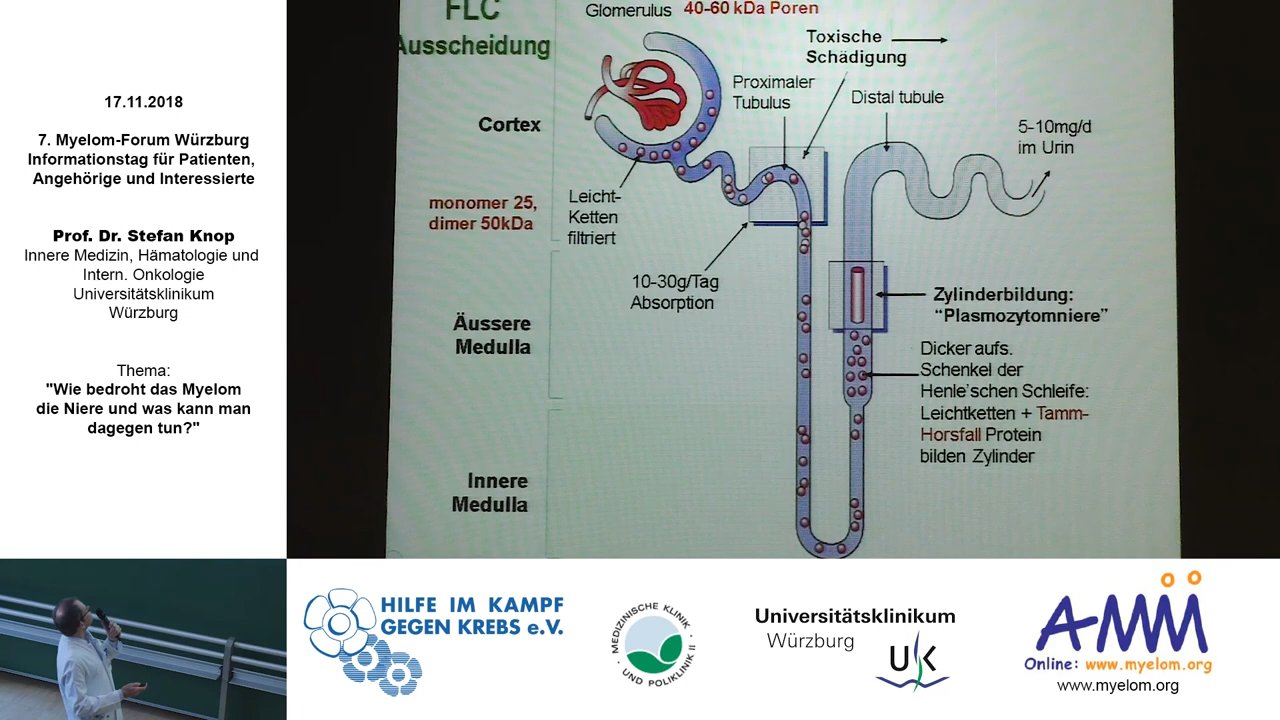 17.11.2018
7. Myelom-Forum Würzburg
Informationstag für Patienten,
Angehörige und Interessierte
Prof. Dr. Stefan Knop
Innere Medizin, Hämatologie und
Intern. Onkologie
Universitätsklinikum
Würzburg
Thema:
"Wie bedroht das Myelom
die Niere und was kann man
dagegen tun?"
FLC
Ausscheidung
Glomerulus 40-60 kDa Poren
Toxische
Schädigung
Proximaler
Tubulus
Distal tubule
Cortex
5-10mg/d
im Urin
monomer 25,
dimer 50kDa
Leicht-
Ketten
filtriert
10-30g/Tag
Absorption
Zylinderbildung:
“Plasmozytomniere”
Äussere
Medulla
Dicker aufs.
Schenkel der
Henle’schen Schleife:
Leichtketten + Tamm-
Horsfall Protein
bilden Zylinder
Innere
Medulla
HILFE IM KAMPF
GEGEN KREBS e.V.
MEDIZINISCHE KLINIK
UND POLIKLINIK II
Universitätsklinikum
Würzburg
UK
AMM
Online: www.myelom.org
www.myelom.org